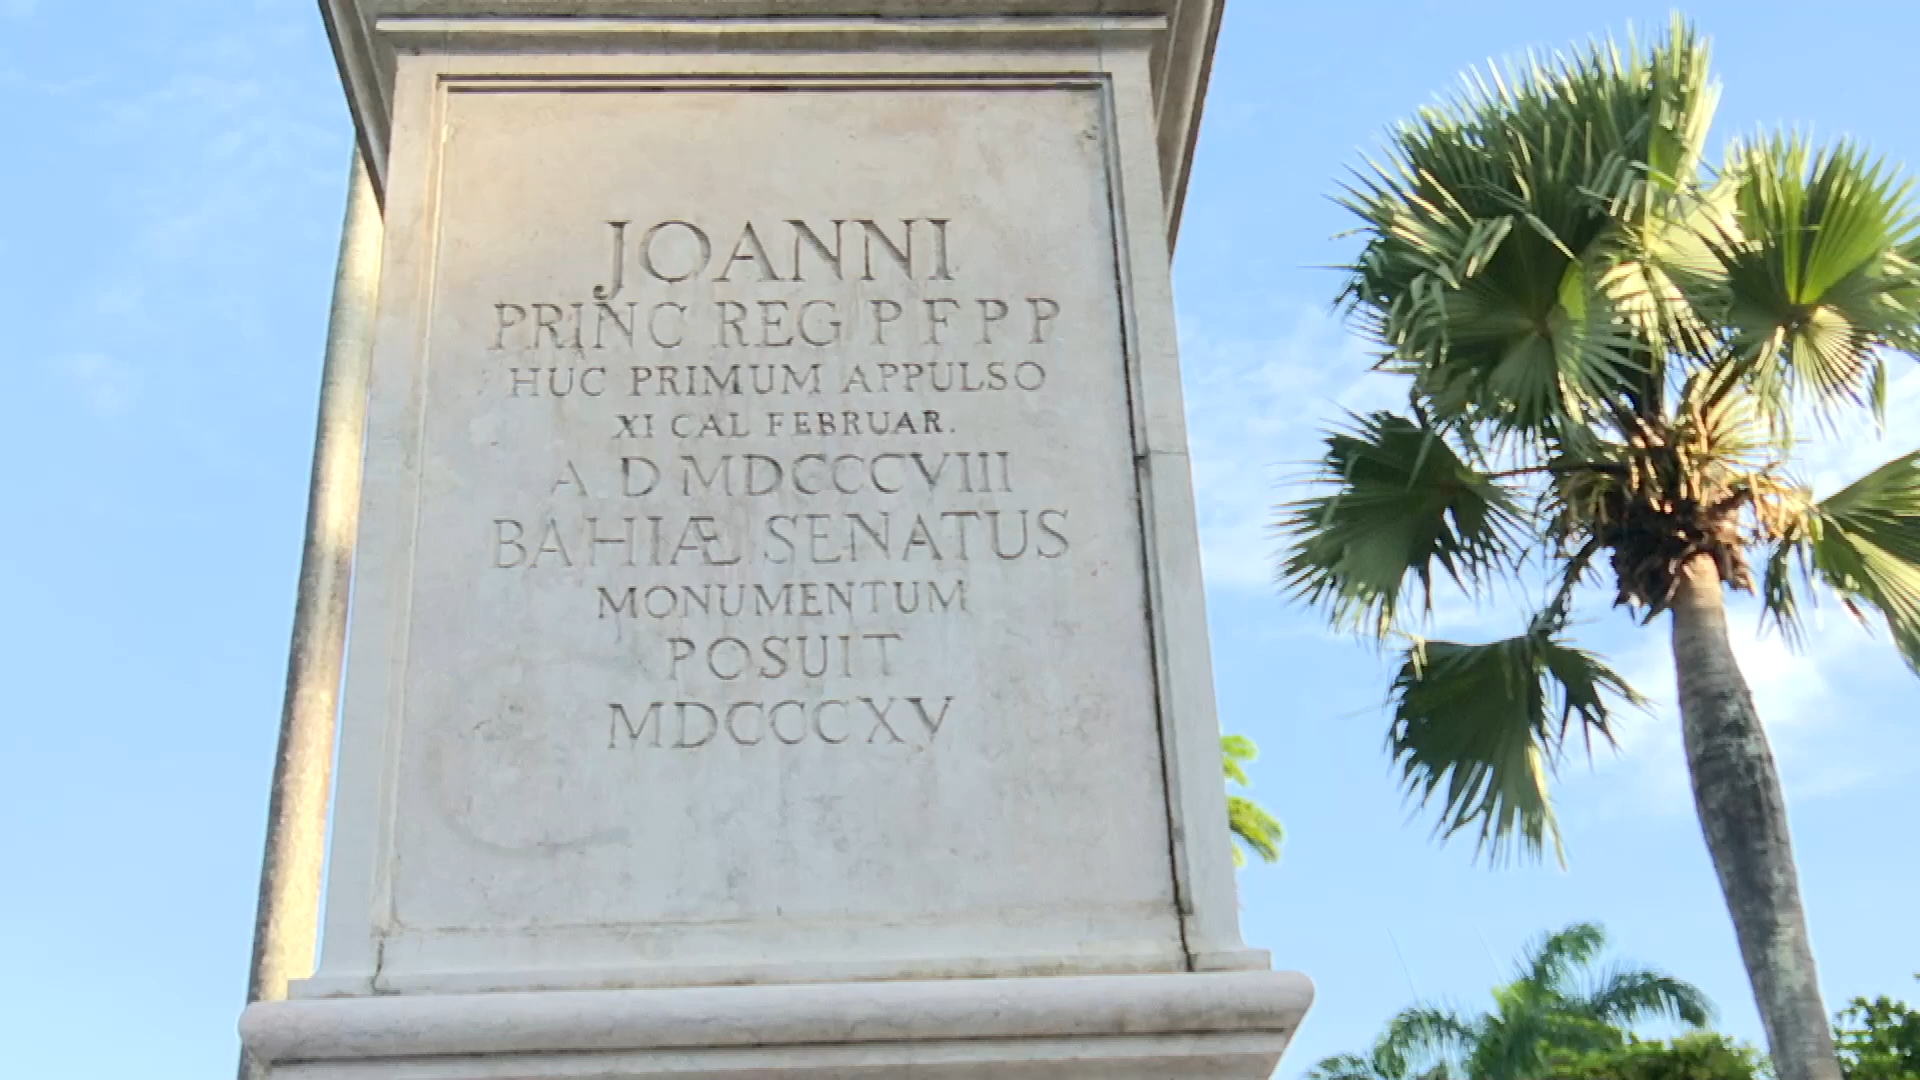 JOANNI
PRINC REG P F P P
HUC PRIMUM APPULSO
XI CAL FEBRUAR.
A D MDCCCVIII
BAHIÆ SENATUS
MONUMENTUM
POSUIT
MDCCCXV